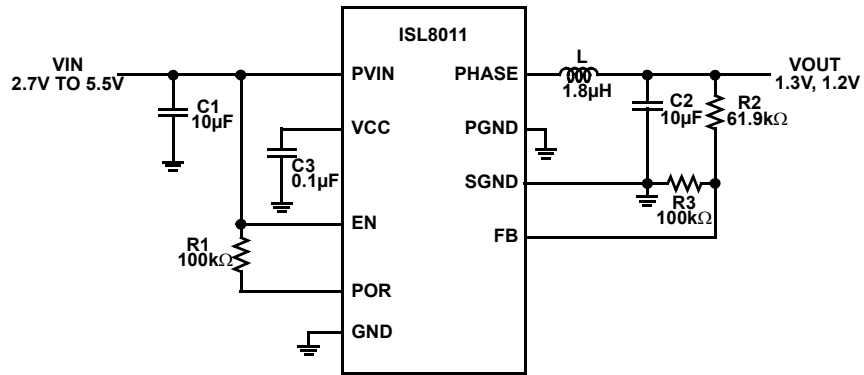 ISL8011
VIN
2.7V TO 5.5V
PVIN
PHASE
L
1.8µH
VOUT
1.3V, 1.2V
C1
10µF
C2
10µF
R2
61.9kΩ
VCC
PGND
C3
0.1µF
SGND
R3
100kΩ
EN
FB
R1
100kΩ
POR
GND